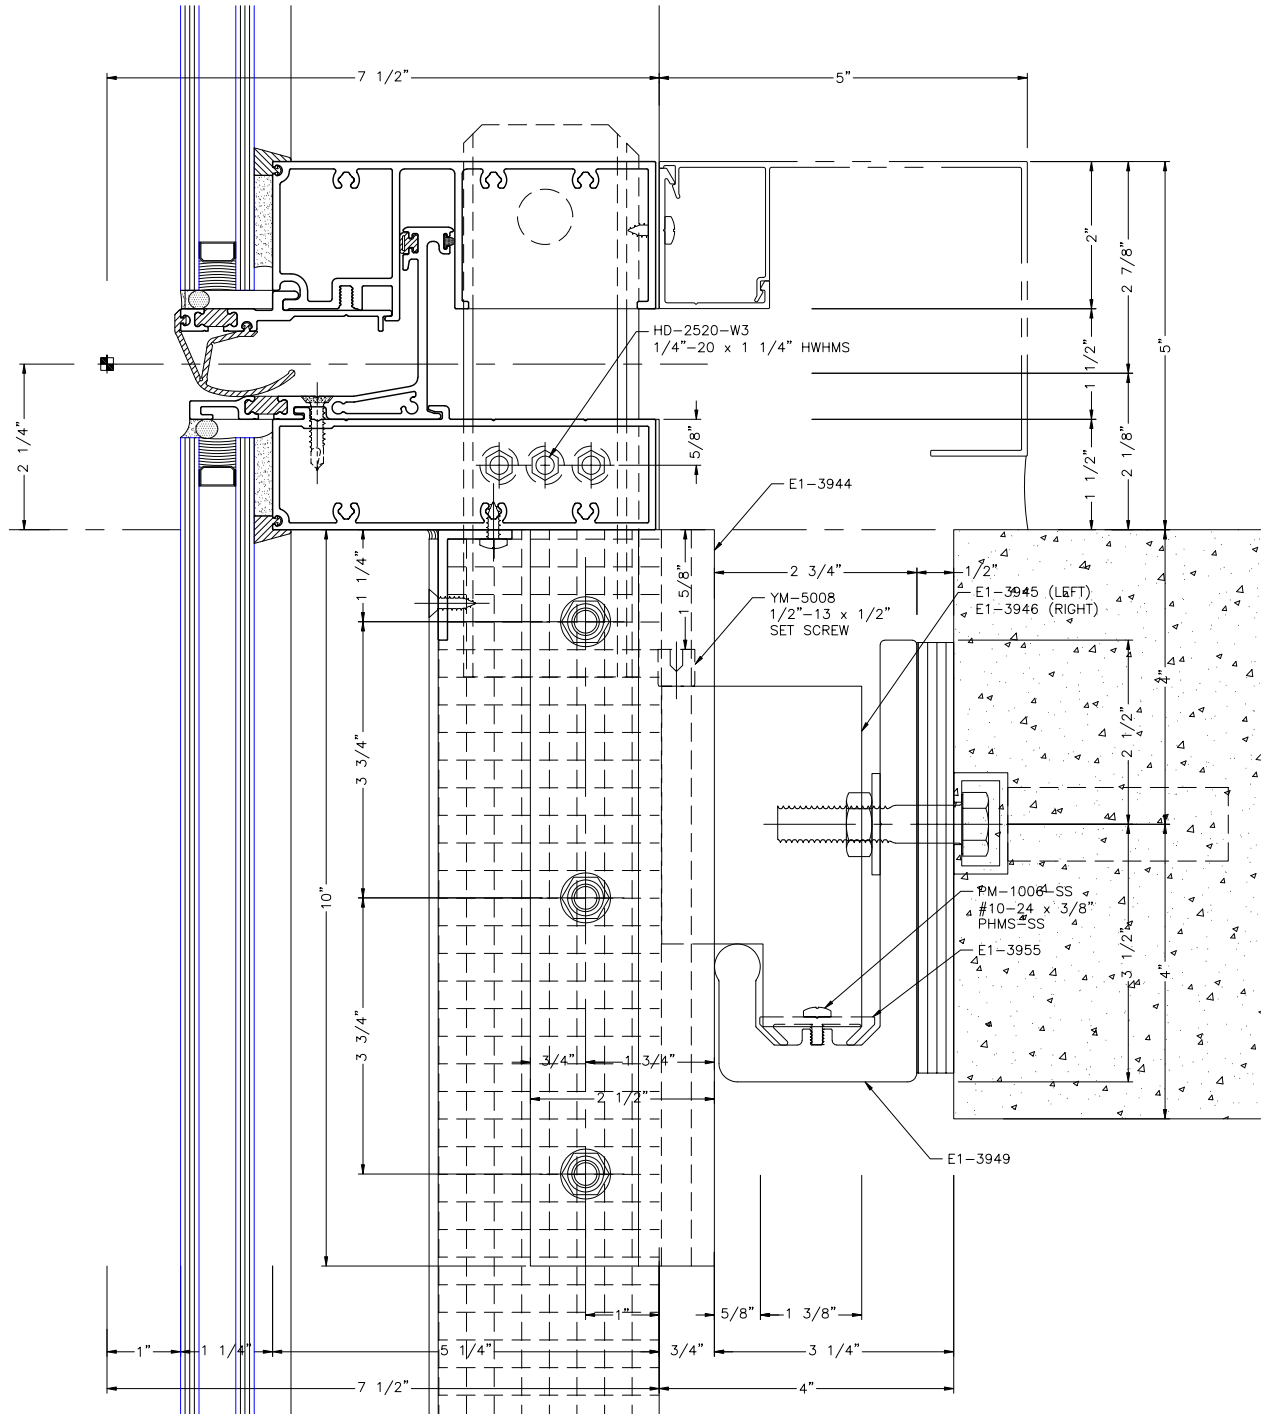 7 1/2"
5"
2"
2 7/8"
5"
HD-2520-W3
1/4"-20 x 1 1/4" HWHMS
1 1/2"
2 1/4"
5/8"
1 1/2"
2 1/8"
E1-3944
1 1/4"
1 5/8"
2 3/4"
1/2"
YM-5008
1/2"-13 x 1/2"
SET SCREW
E1-3945 (LEFT)
E1-3946 (RIGHT)
4"
2 1/2"
3 3/4"
10"
PM-1006-SS
#10-24 x 3/8"
PHMS-SS
E1-3955
3 1/2"
4"
3 3/4"
3/4"
1 3/4"
2 1/2"
E1-3949
1"
5/8"
1 3/8"
1"
1 1/4"
5 1/4"
3/4"
3 1/4"
7 1/2"
4"